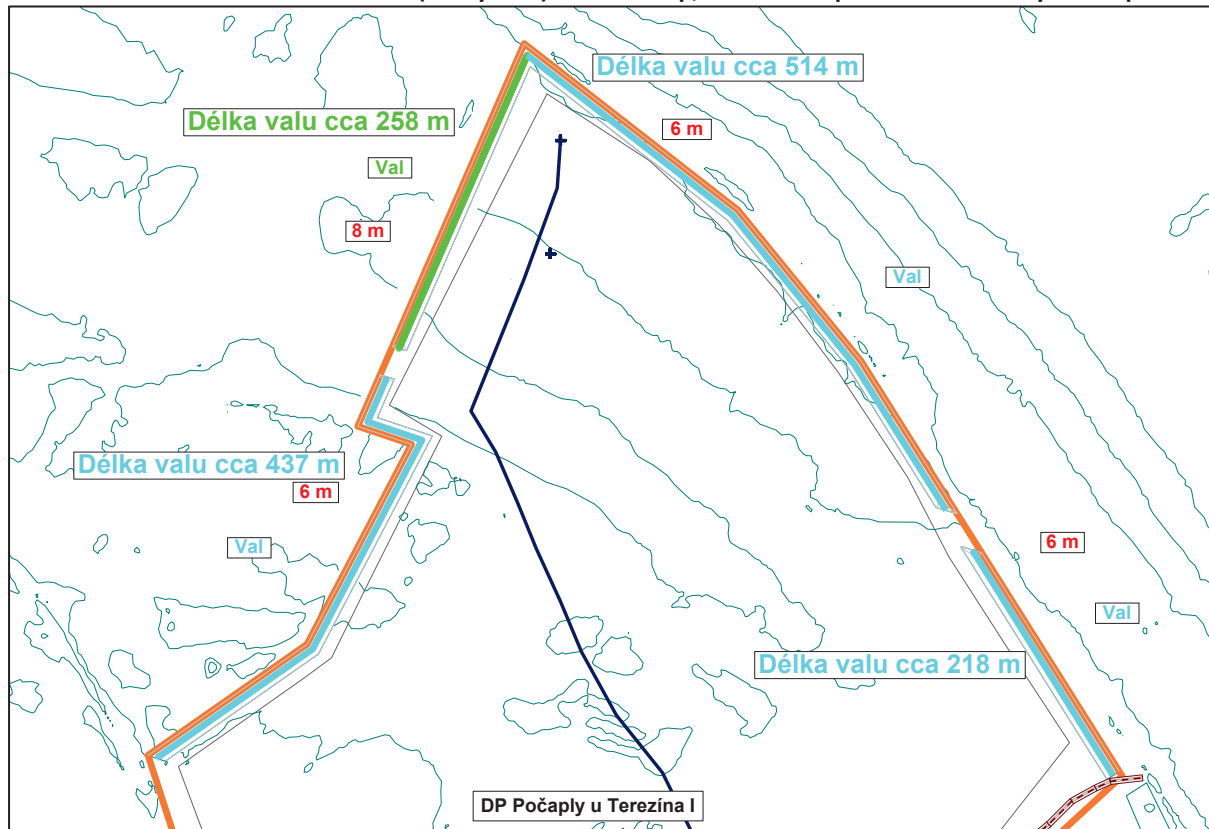 Délka valu cca 514 m
Délka valu cca 258 m
6 m
Val
8 m
Val
Délka valu cca 437 m
6 m
Val
6 m
Val
Délka valu cca 218 m
DP Počaply u Terezína I